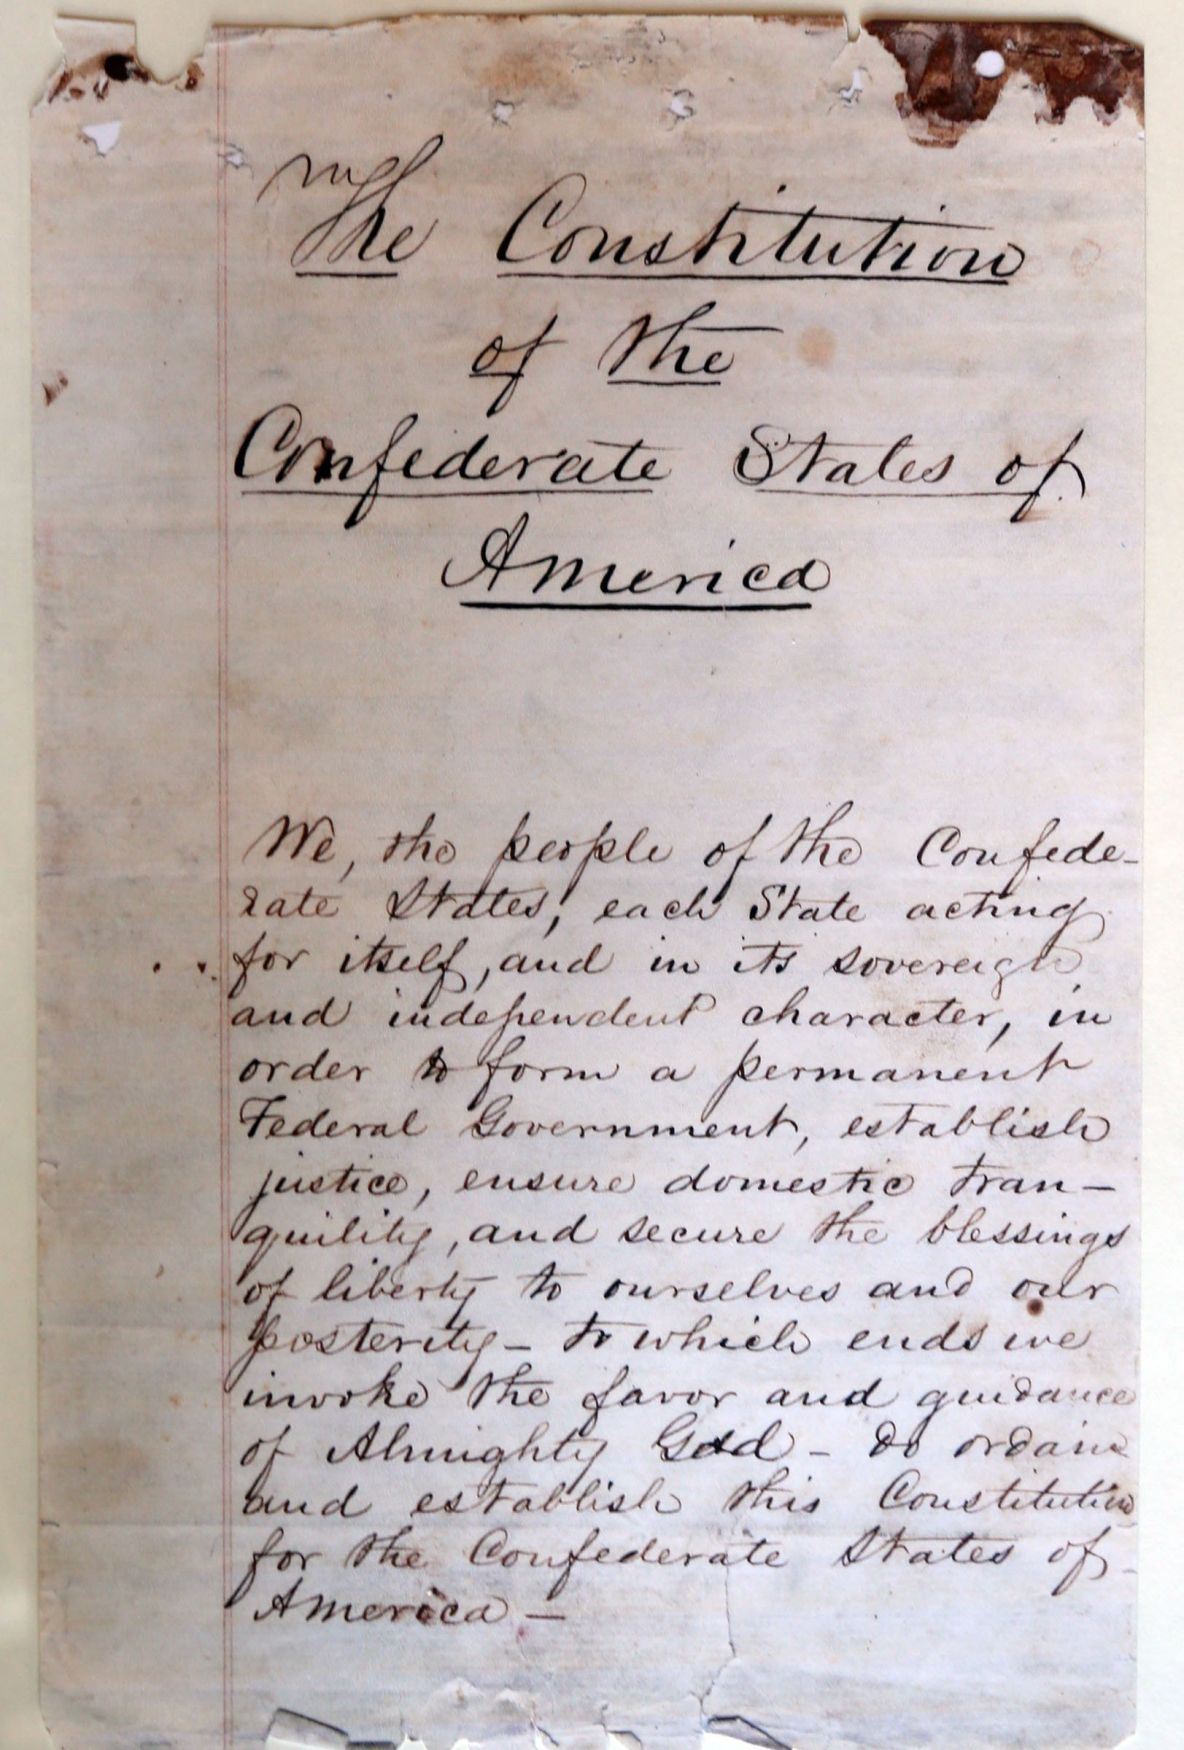 The Constitution
of the
Confederate States of
America
We, the people of the Confede-
rate States, each State acting
for itself, and in its sovereign
and independent character, in
order to form a permanent
Federal Government, establish
justice, ensure domestic tran-
quility, and secure the blessings
of liberty to ourselves and our
posterity - to which ends we
invoke the favor and guidance
of Almighty God - do ordain
and establish this Constitution
for the Confederate States of
America -